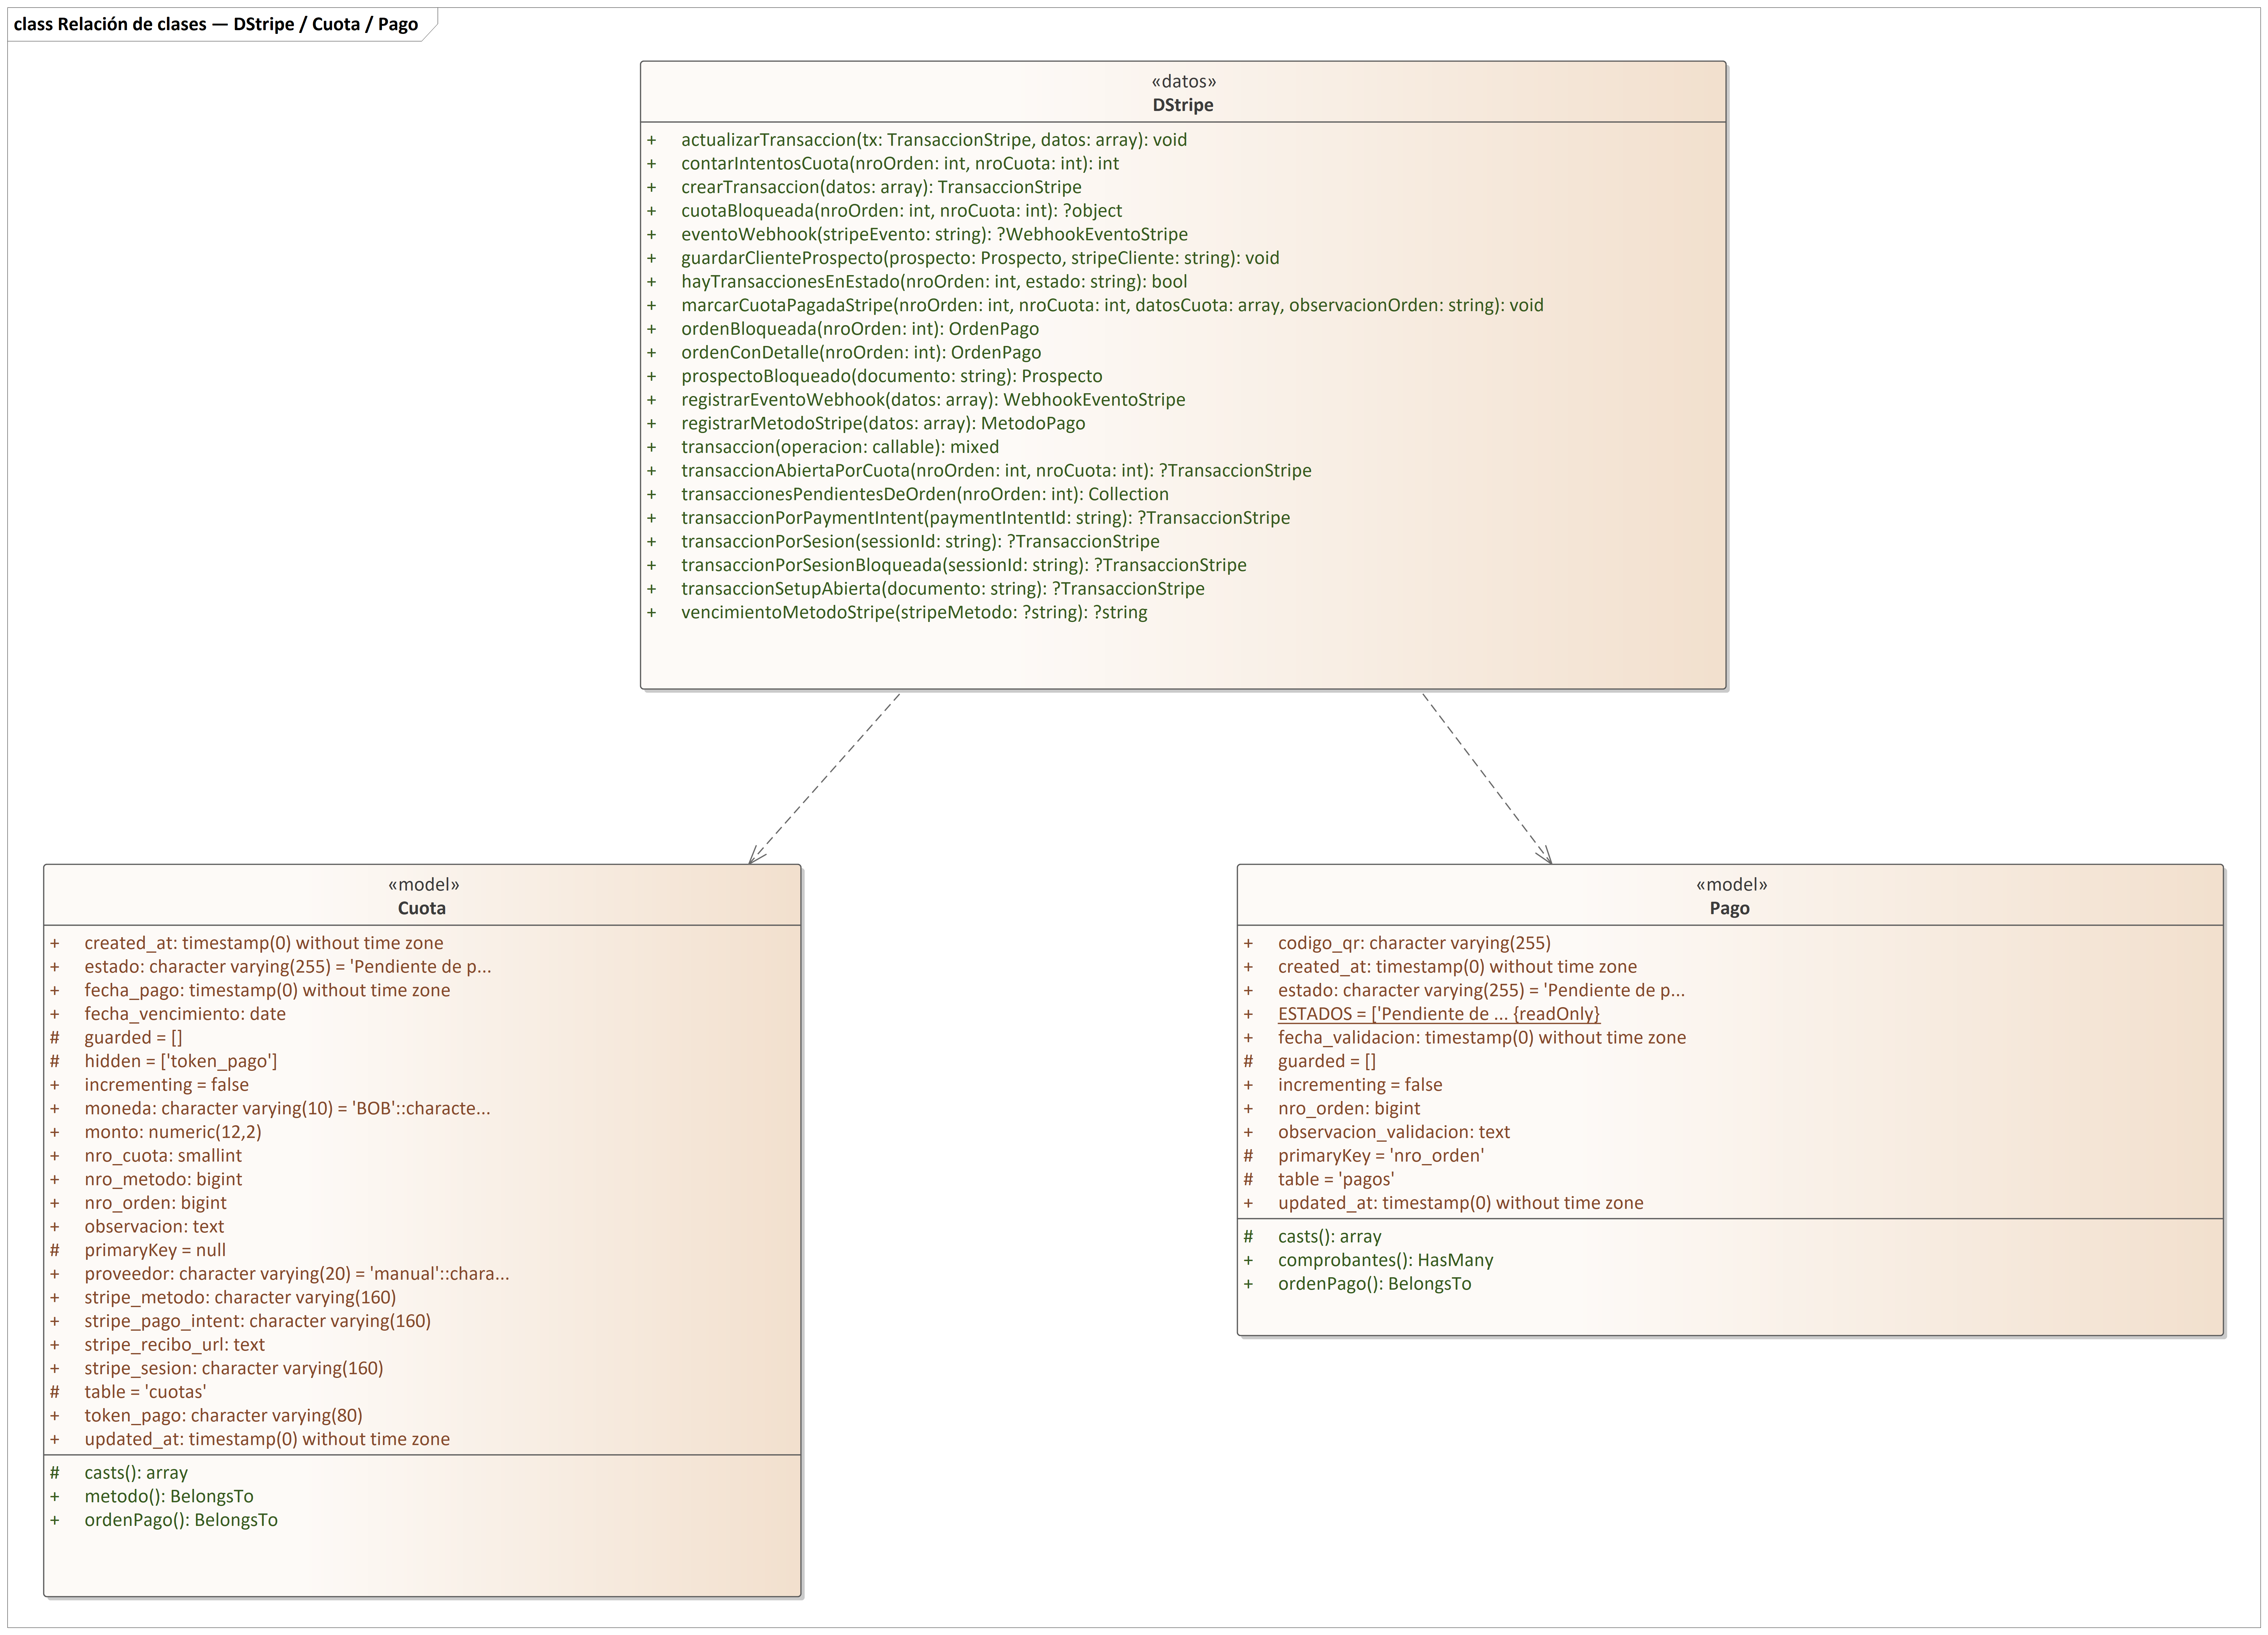 class Relación de clases — DStripe / Cuota / Pago
«datos»
DStripe
+ actualizarTransaccion(tx: TransaccionStripe, datos: array): void
+ contarIntentosCuota(nroOrden: int, nroCuota: int): int
+ crearTransaccion(datos: array): TransaccionStripe
+ cuotaBloqueada(nroOrden: int, nroCuota: int): ?object
+ eventoWebhook(stripeEvento: string): ?WebhookEventoStripe
+ guardarClienteProspecto(prospecto: Prospecto, stripeCliente: string): void
+ hayTransaccionesEnEstado(nroOrden: int, estado: string): bool
+ marcarCuotaPagadaStripe(nroOrden: int, nroCuota: int, datosCuota: array, observacionOrden: string): void
+ ordenBloqueada(nroOrden: int): OrdenPago
+ ordenConDetalle(nroOrden: int): OrdenPago
+ prospectoBloqueado(documento: string): Prospecto
+ registrarEventoWebhook(datos: array): WebhookEventoStripe
+ registrarMetodoStripe(datos: array): MetodoPago
+ transaccion(operacion: callable): mixed
+ transaccionAbiertaPorCuota(nroOrden: int, nroCuota: int): ?TransaccionStripe
+ transaccionesPendientesDeOrden(nroOrden: int): Collection
+ transaccionPorPaymentIntent(paymentIntentId: string): ?TransaccionStripe
+ transaccionPorSesion(sessionId: string): ?TransaccionStripe
+ transaccionPorSesionBloqueada(sessionId: string): ?TransaccionStripe
+ transaccionSetupAbierta(documento: string): ?TransaccionStripe
+ vencimientoMetodoStripe(stripeMetodo: ?string): ?string
«model»
Cuota
+ created_at: timestamp(0) without time zone
+ estado: character varying(255) = 'Pendiente de p...
+ fecha_pago: timestamp(0) without time zone
+ fecha_vencimiento: date
# guarded = []
# hidden = ['token_pago']
+ incrementing = false
+ moneda: character varying(10) = 'BOB'::characte...
+ monto: numeric(12,2)
+ nro_cuota: smallint
+ nro_metodo: bigint
+ nro_orden: bigint
+ observacion: text
# primaryKey = null
+ proveedor: character varying(20) = 'manual'::chara...
+ stripe_metodo: character varying(160)
+ stripe_pago_intent: character varying(160)
+ stripe_recibo_url: text
+ stripe_sesion: character varying(160)
# table = 'cuotas'
+ token_pago: character varying(80)
+ updated_at: timestamp(0) without time zone
# casts(): array
+ metodo(): BelongsTo
+ ordenPago(): BelongsTo
«model»
Pago
+ codigo_qr: character varying(255)
+ created_at: timestamp(0) without time zone
+ estado: character varying(255) = 'Pendiente de p...
+ ESTADOS = ['Pendiente de ... {readOnly}
+ fecha_validacion: timestamp(0) without time zone
# guarded = []
+ incrementing = false
+ nro_orden: bigint
+ observacion_validacion: text
# primaryKey = 'nro_orden'
# table = 'pagos'
+ updated_at: timestamp(0) without time zone
# casts(): array
+ comprobantes(): HasMany
+ ordenPago(): BelongsTo